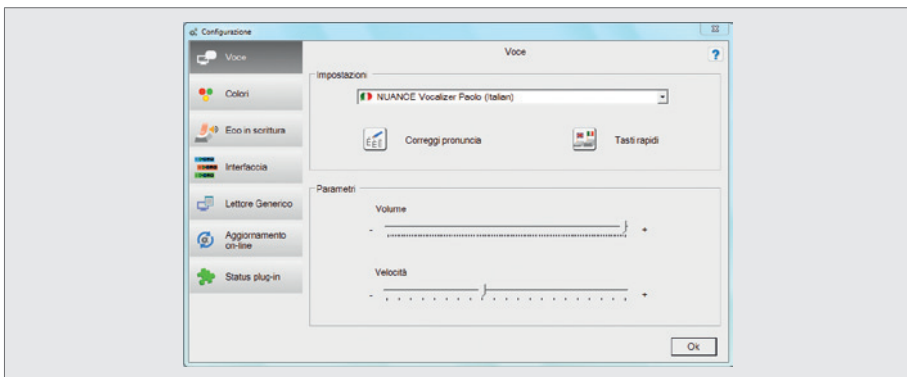 Configurazione
Voce
Colori
Eco in scrittura
Interfaccia
Lettore Generico
Aggiornamento
on-line
Status plug-in
Voce
?
Impostazioni
NUANCE Vocalizer Paolo (Italian)
Correggi pronuncia
Tasti rapidi
Parametri
Volume
- +
Velocità
- +
Ok